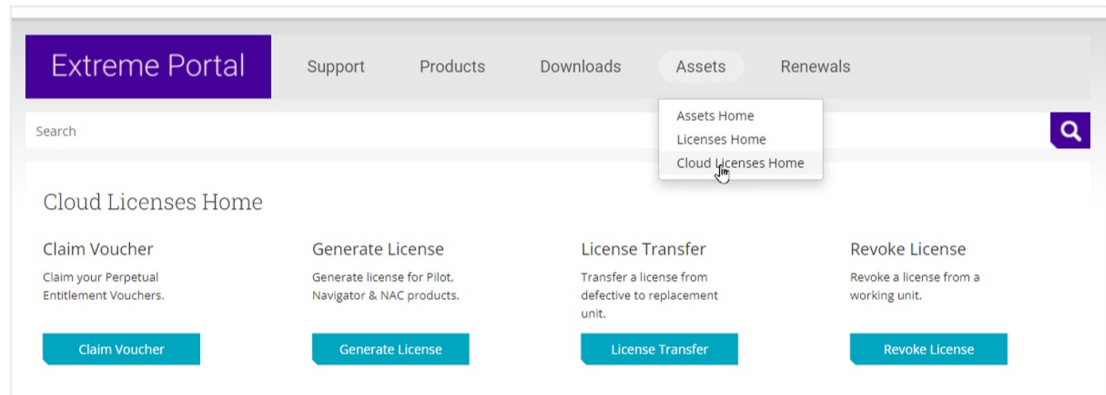 Extreme Portal
Support
Products
Downloads
Assets
Renewals
Search
Assets Home
Licenses Home
Cloud Licenses Home
Cloud Licenses Home
Claim Voucher
Claim your Perpetual
Entitlement Vouchers.
Claim Voucher
Generate License
Generate license for Pilot,
Navigator & NAC products.
Generate License
License Transfer
Transfer a license from
defective to replacement
unit.
License Transfer
Revoke License
Revoke a license from a
working unit.
Revoke License